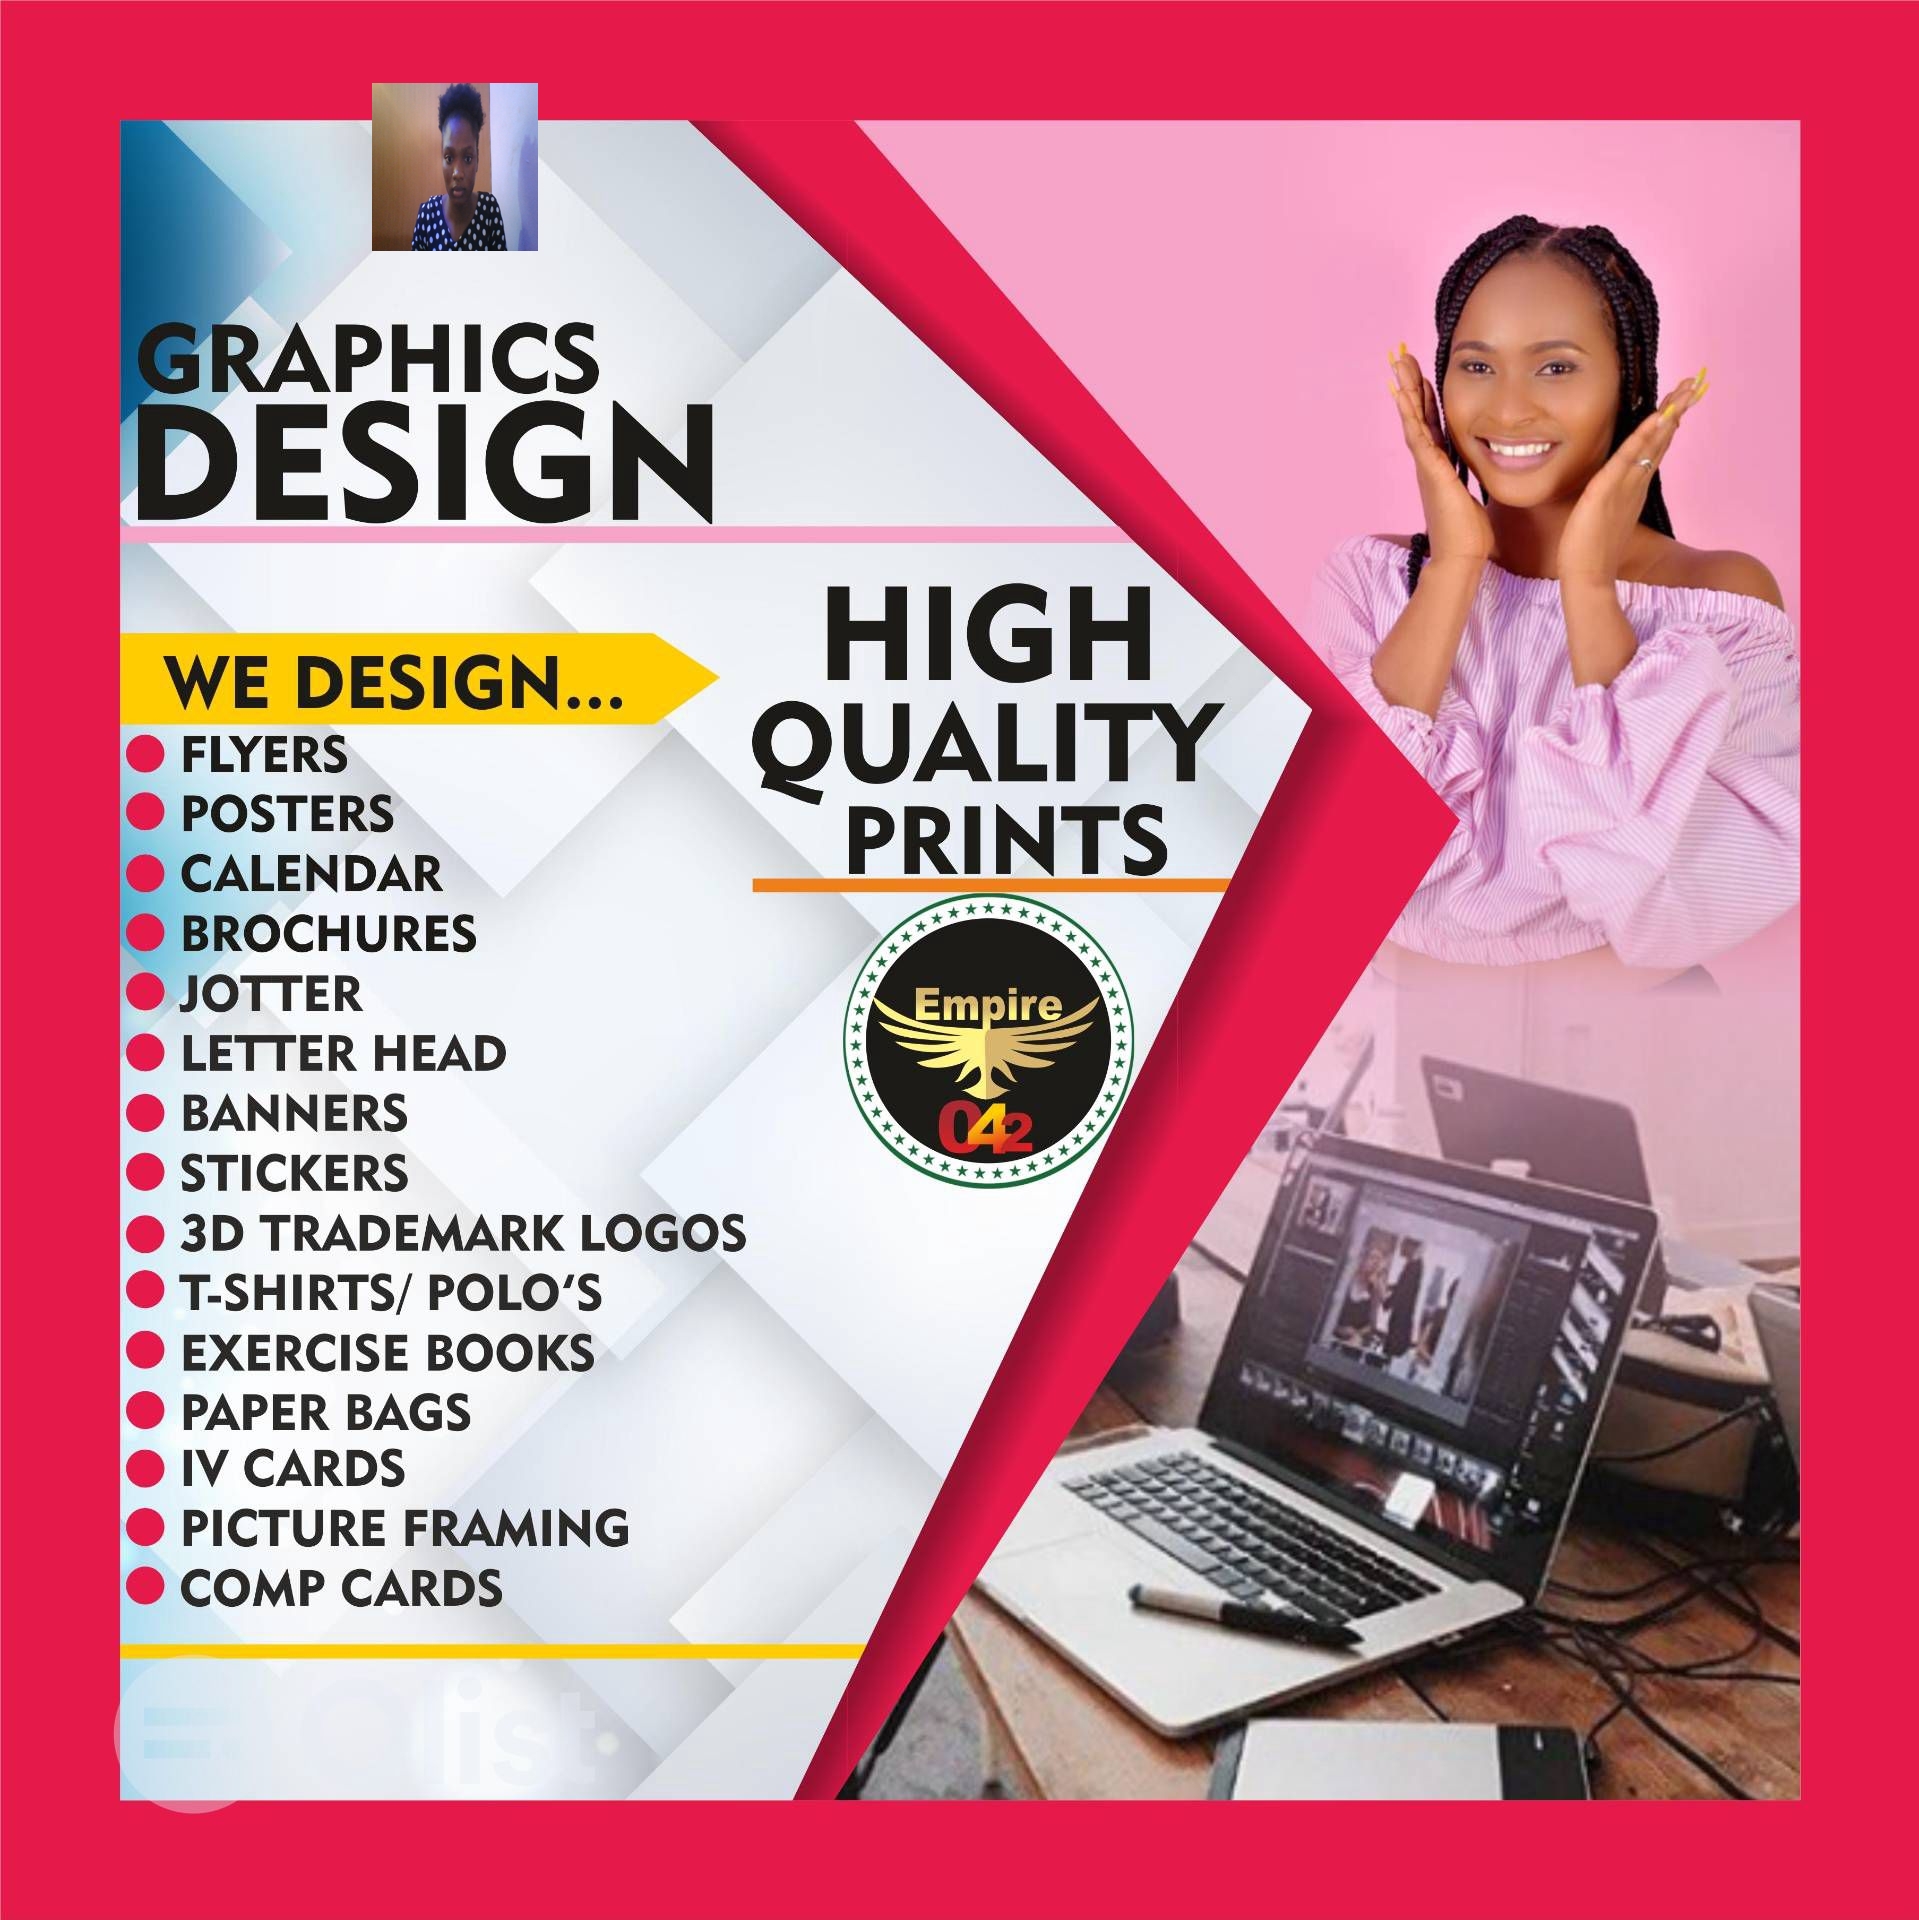 GRAPHICS
DESIGN
WE DESIGN...
FLYERS
POSTERS
CALENDAR
BROCHURES
JOTTER
LETTER HEAD
BANNERS
STICKERS
3D TRADEMARK LOGOS
T-SHIRTS/ POLO‘S
EXERCISE BOOKS
PAPER BAGS
IV CARDS
PICTURE FRAMING
COMP CARDS
HIGH
QUALITY
PRINTS
Empire
042
list